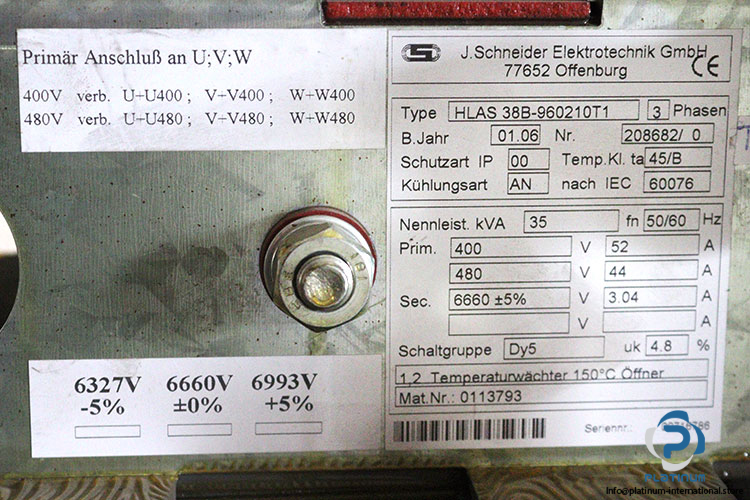 Primär Anschluß an U;V;W
400V verb. U+U400 ; V+V400 ; W+W400
480V verb. U+U480 ; V+V480 ; W+W480
J.Schneider Elektrotechnik GmbH
77652 Offenburg
CE
Type HLAS 38B-960210T1 3 Phasen
B.Jahr 01.06 Nr. 208682/ 0
Schutzart IP 00 Temp.Kl. ta 45/B
Kühlungsart AN nach IEC 60076
Nennleist. kVA 35 fn 50/60 Hz
Prim. 400 V 52 A
480 V 44 A
Sec. 6660 ±5% V 3.04 A
V A
Schaltgruppe Dy5 uk 4.8 %
1,2 Temperaturwächter 150°C Öffner
Mat.Nr.: 0113793
Seriennr.:
6327V 6660V 6993V
-5% ±0% +5%
PLATINUM